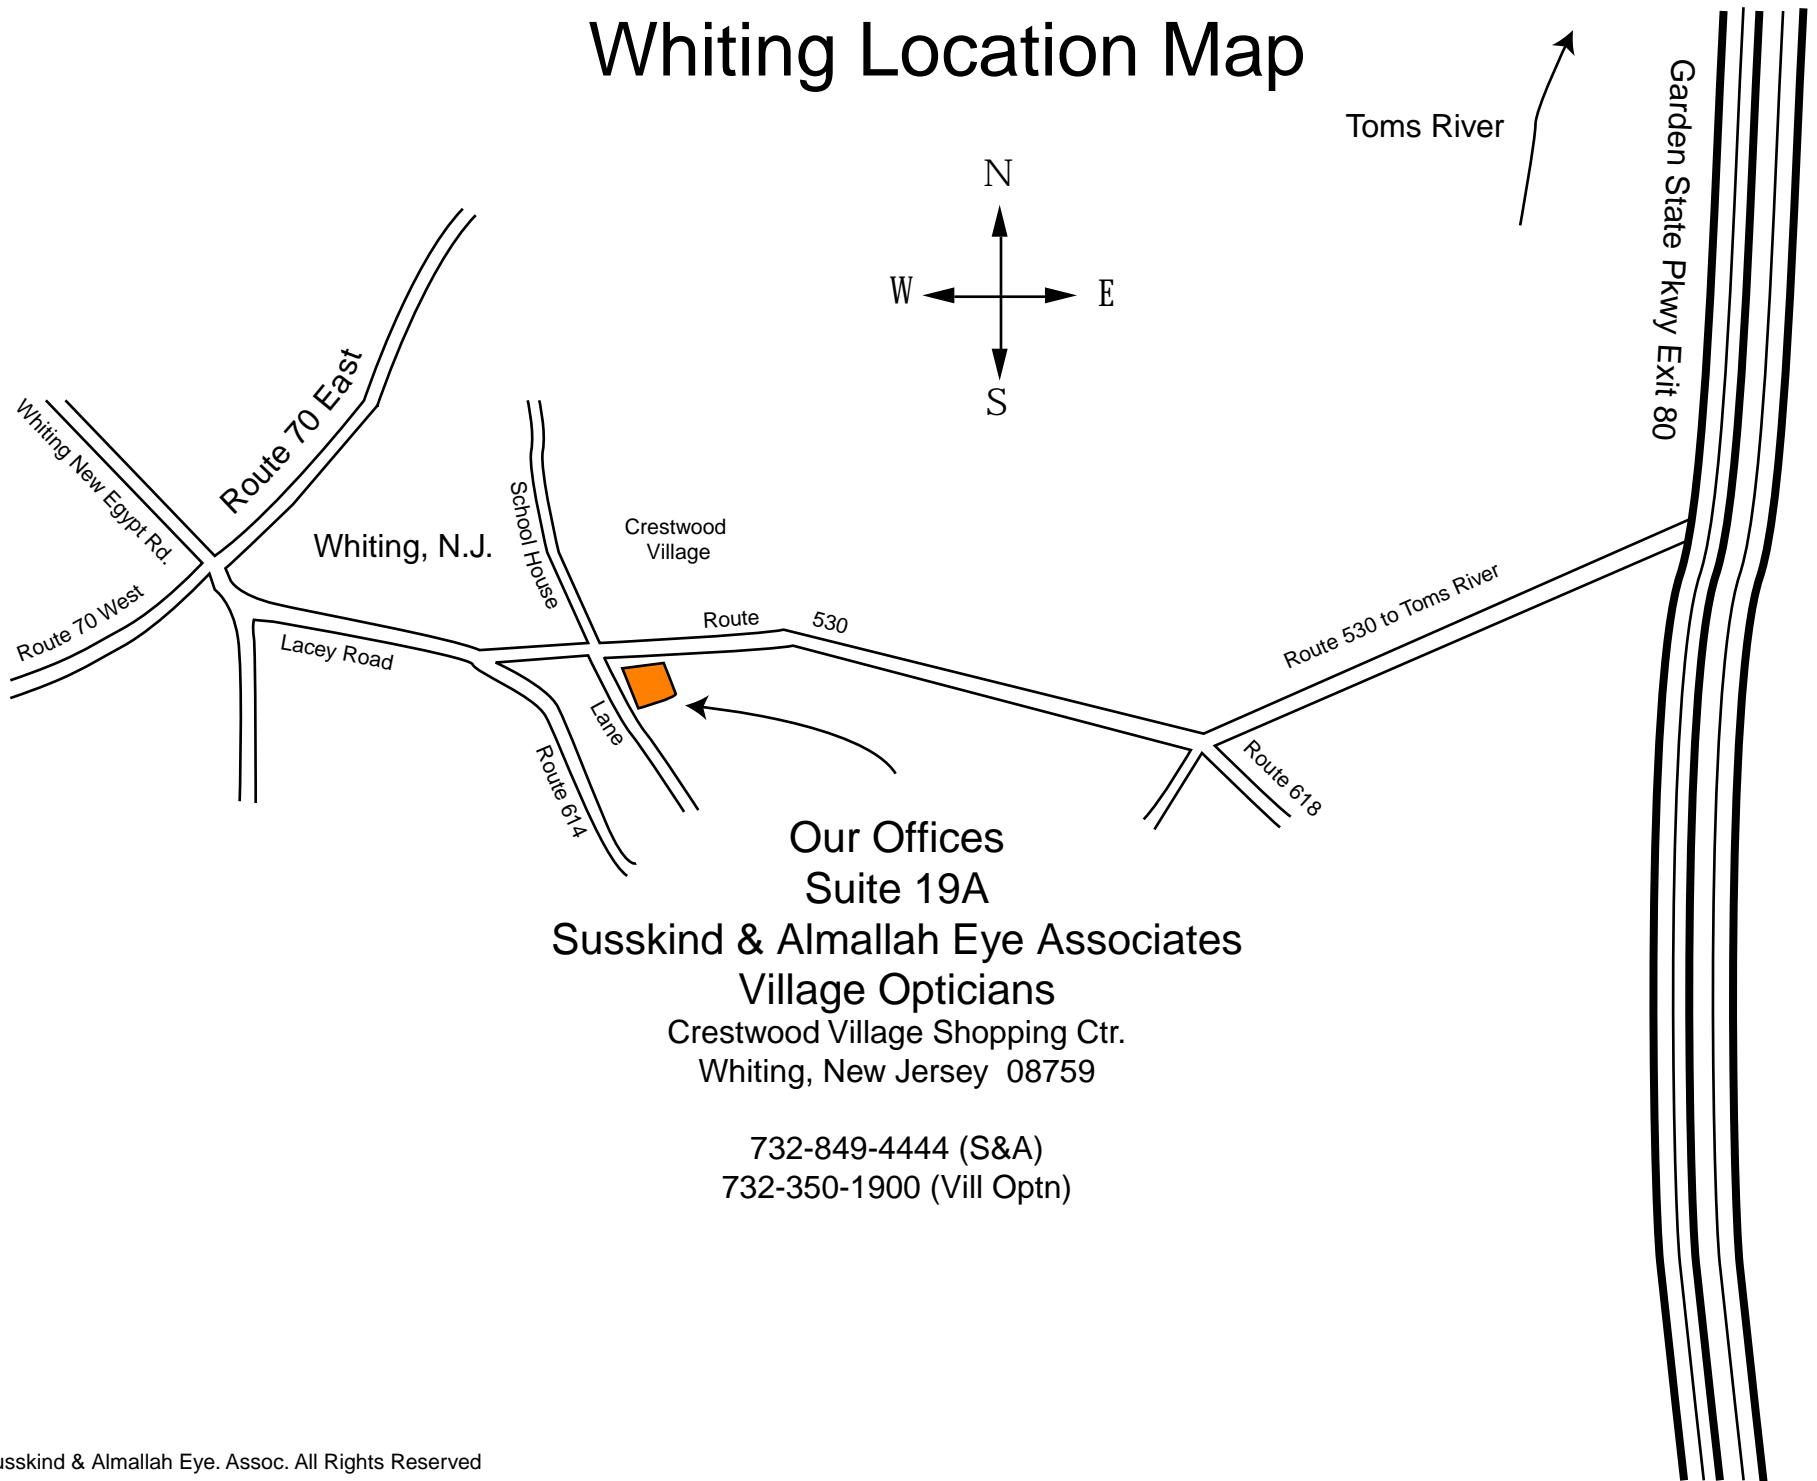 Whiting Location Map
Toms River
Garden State Pkwy Exit 80
N
W
E
S
Route 70 East
Whiting New Egypt Rd.
Route 70 West
Whiting, N.J.
School House
Lane
Crestwood
Village
Lacey Road
Route 530
Route 530 to Toms River
Route 614
Route 618
Our Offices
Suite 19A
Susskind & Almallah Eye Associates
Village Opticians
Crestwood Village Shopping Ctr.
Whiting, New Jersey 08759
732-849-4444 (S&A)
732-350-1900 (Vill Optn)
& Almallah Eye. Assoc. All Rights Reserved